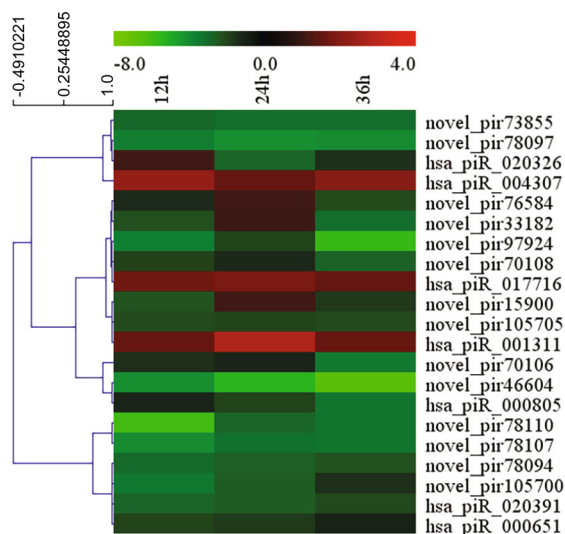 -0.4910221
0.25448895
1.0
-8.0 0.0 4.0
12h 24h 36h
novel_pir73855
novel_pir78097
hsa_piR_020326
hsa_piR_004307
novel_pir76584
novel_pir33182
novel_pir97924
novel_pir70108
hsa_piR_017716
novel_pir15900
novel_pir105705
hsa_piR_001311
novel_pir70106
novel_pir46604
hsa_piR_000805
novel_pir78110
novel_pir78107
novel_pir78094
novel_pir105700
hsa_piR_020391
hsa_piR_000651